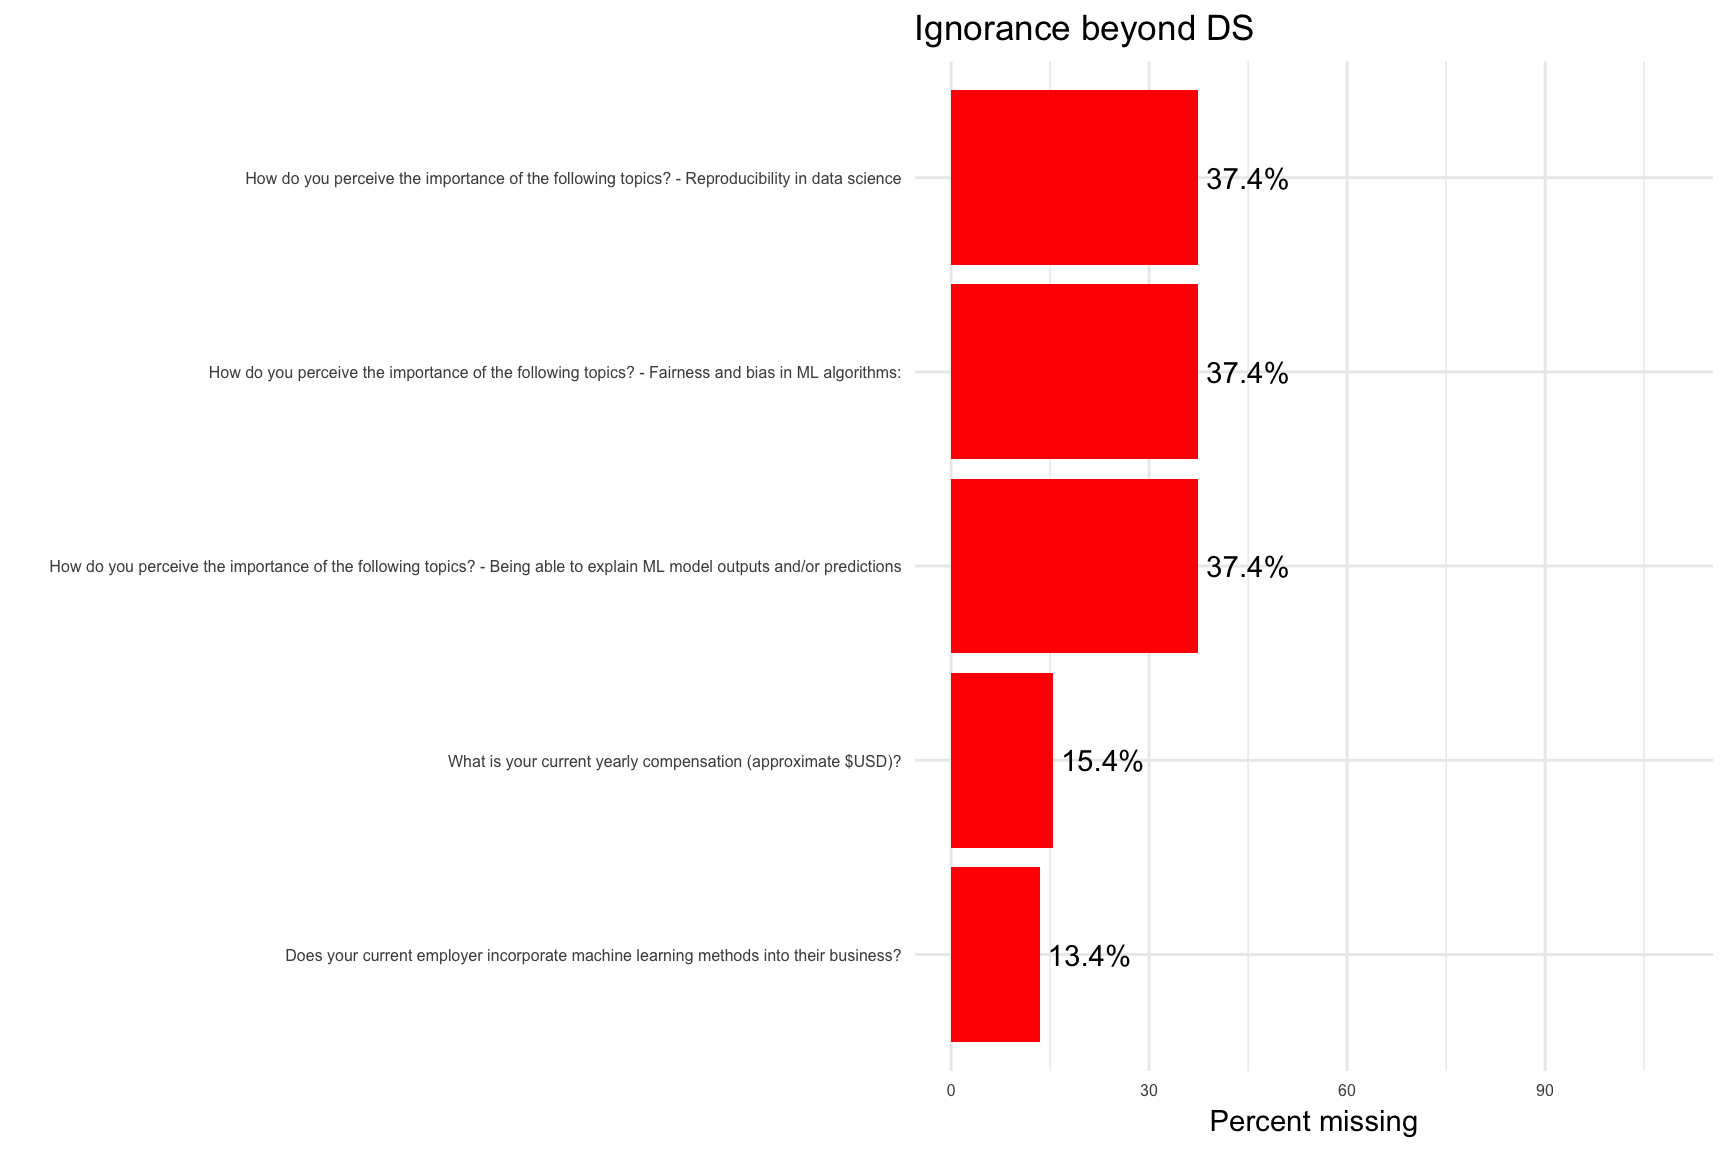 Ignorance beyond DS
How do you perceive the importance of the following topics? - Reproducibility in data science
37.4%
How do you perceive the importance of the following topics? - Fairness and bias in ML algorithms:
37.4%
How do you perceive the importance of the following topics? - Being able to explain ML model outputs and/or predictions
37.4%
What is your current yearly compensation (approximate $USD)?
15.4%
Does your current employer incorporate machine learning methods into their business?
13.4%
0 30 60 90
Percent missing